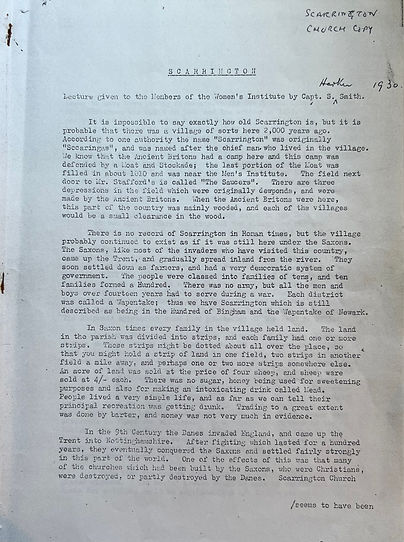 SCARRINGTON
CHURCH COPY
SCARRINGTON
Harker 1930.
Lecture given to the Members of the Women's Institute by Capt. S. Smith.
It is impossible to say exactly how old Scarrington is, but it is
probable that there was a village of sorts here 2,000 years ago.
According to one authority the name "Scarrington" was originally
and was named after the chief man who lived in the village.
We know that the Ancient Britons had a camp here and this camp was
defended by a Moat and Stockade; the last portion of the Moat was
filled in about 1910 and was near the Men's Institute. The field next
door to Mr. Stafford's is called "The Saucers". There are three
depressions in the field which were originally deponds, and were
made by the Ancient Britons. When the Ancient Britons were here,
this part of the country was mainly wooded, and each of the villages
would be a small clearance in the wood.
There is no record of Scarrington in Roman times, but the village
probably continued to exist as if it was still here under the Saxons.
The Saxons, like most of the invaders who have visited this country,
came up the Trent, and gradually spread inland from the river. They
soon settled down as farmers, and had a very democratic system of
government. The people were classed into families of tens, and ten
families formed a Hundred. There was no army, but all the men and
boys over fourteen years had to serve during a war. Each district
was called a Wapentake; thus we have Scarrington which is still
described as being in the Hundred of Bingham and the Wapentake of Newark.
In Saxon times every family in the village held land. The land
in the parish was divided into strips, and each family had one or more
strips. These strips might be dotted about all over the place, so
that you might hold a strip of land in one field, two strips in another
field a mile away, and perhaps one or two more strips somewhere else.
An acre of land was sold at the price of four sheep, and sheep were
sold at 4/- each. There was no sugar, honey being used for sweetening
purposes and also for making an intoxicating drink called Mead.
People lived a very simple life, and as far as we can tell their
principal recreation was getting drunk. Trading to a great extent
was done by barter, and money was not very much in evidence.
In the 9th Century the Danes invaded England, and came up the
Trent into Nottinghamshire. After fighting which lasted for a hundred
years, they eventually conquered the Saxons and settled fairly strongly
in this part of the world. One of the effects of this was that many
of the churches which had been built by the Saxons, who were Christians,
were destroyed, or partly destroyed by the Danes. Scarrington Church
/seems to have been